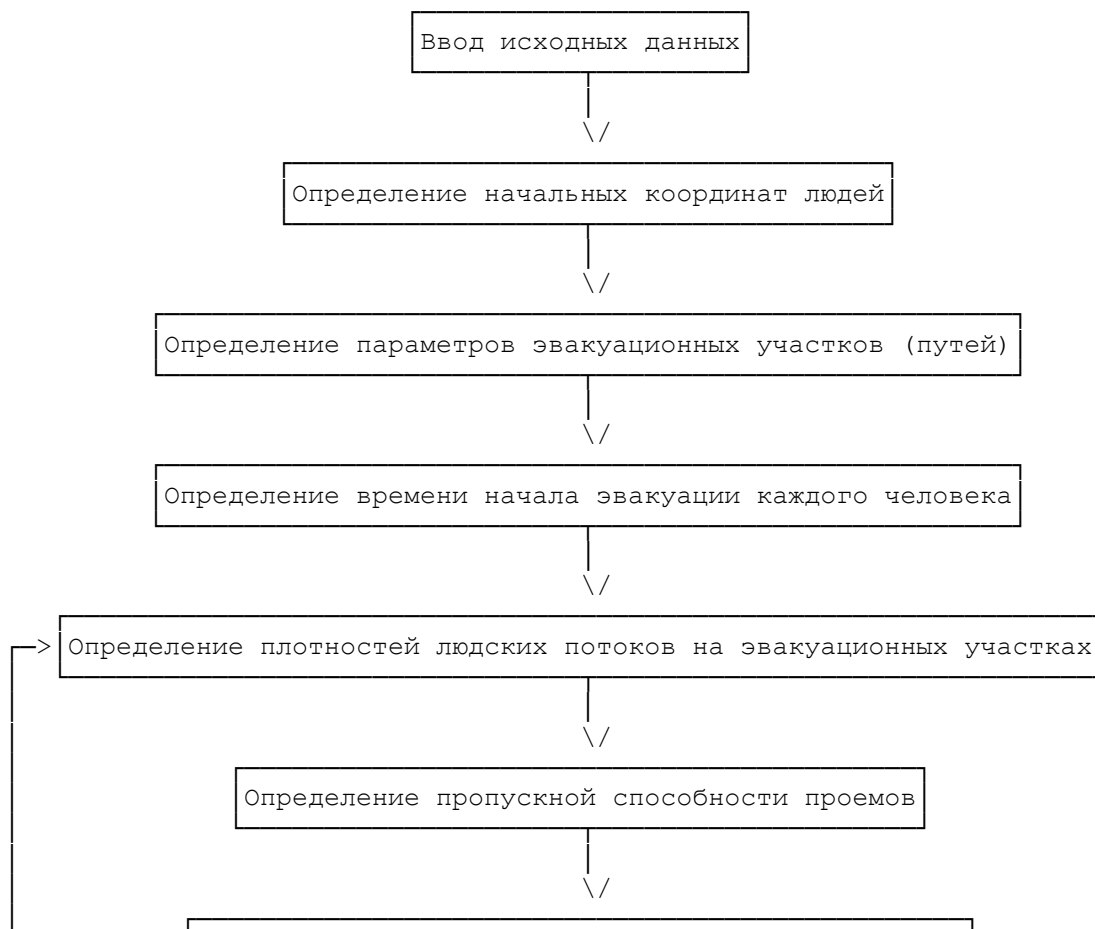 Ввод исходных данных
Определение начальных координат людей
Определение параметров эвакуационных участков (путей)
Определение времени начала эвакуации каждого человека
Определение плотностей людских потоков на эвакуационных участках
Определение пропускной способности проемов